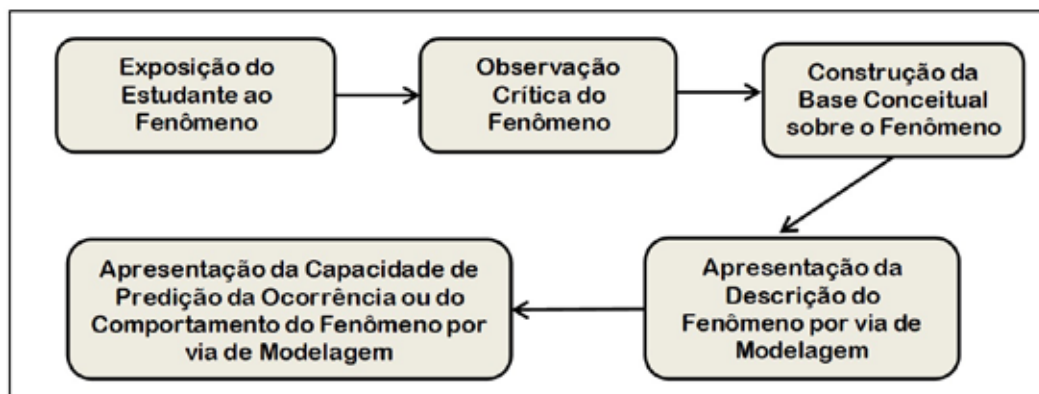 Exposição do
Estudante ao
Fenômeno
Observação
Crítica do
Fenômeno
Construção da
Base Conceitual
sobre o Fenômeno
Apresentação da
Descrição do
Fenômeno por via de
Modelagem
Apresentação da Capacidade de
Predição da Ocorrência ou do
Comportamento do Fenômeno por
via de Modelagem